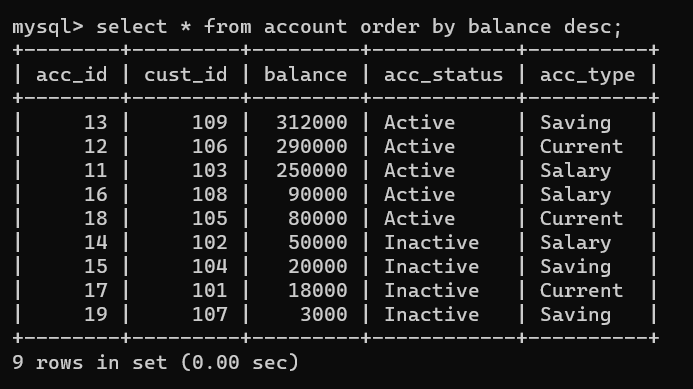 mysql> select * from account order by balance desc;
+--------+---------+---------+------------+----------+
| acc_id | cust_id | balance | acc_status | acc_type |
+--------+---------+---------+------------+----------+
|     13 |     109 |  312000 | Active     | Saving   |
|     12 |     106 |  290000 | Active     | Current  |
|     11 |     103 |  250000 | Active     | Salary   |
|     16 |     108 |   90000 | Active     | Salary   |
|     18 |     105 |   80000 | Active     | Current  |
|     14 |     102 |   50000 | Inactive   | Salary   |
|     15 |     104 |   20000 | Inactive   | Saving   |
|     17 |     101 |   18000 | Inactive   | Current  |
|     19 |     107 |    3000 | Inactive   | Saving   |
+--------+---------+---------+------------+----------+
9 rows in set (0.00 sec)